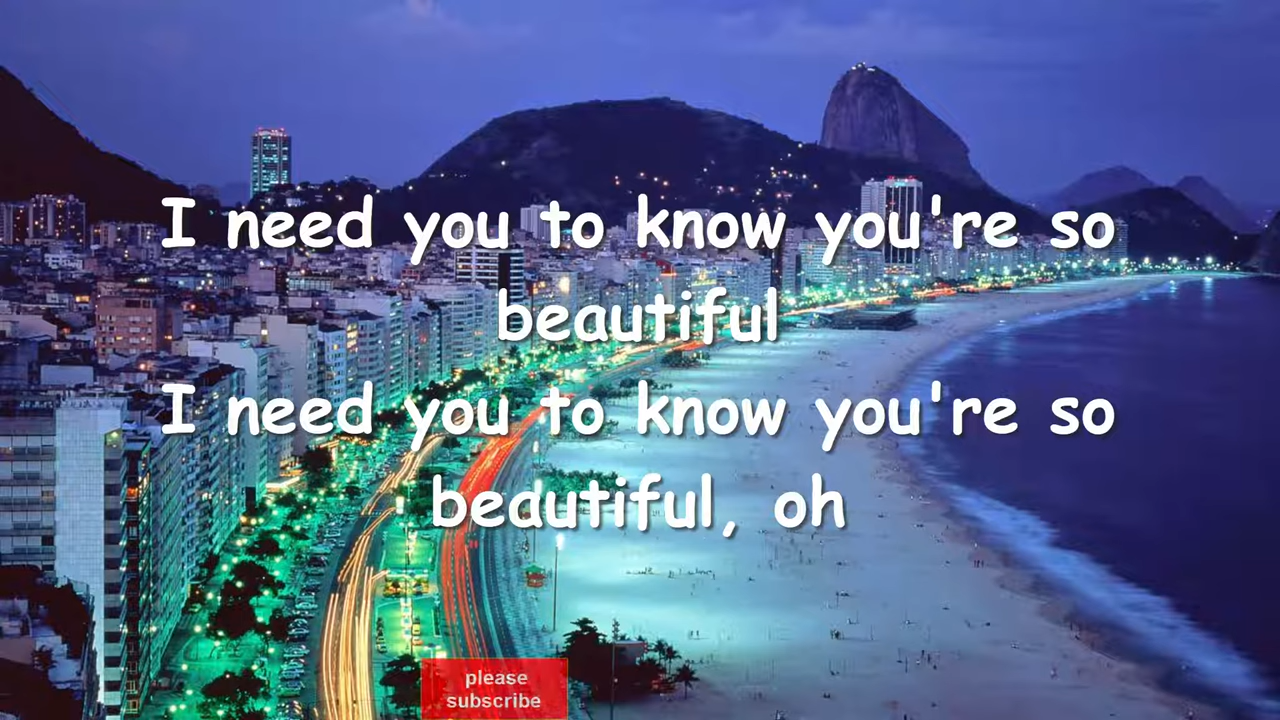 I need you to know you're so
beautiful
I need you to know you're so
beautiful, oh
please
subscribe